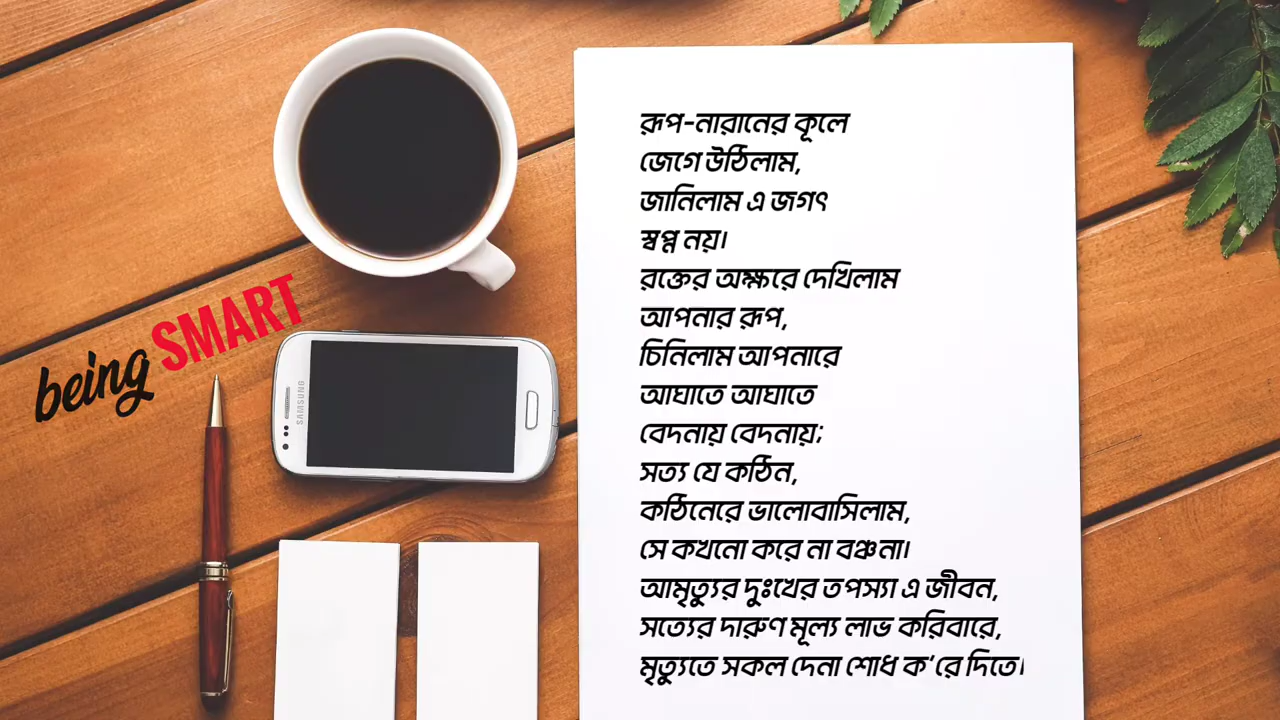 being SMART
SAMSUNG
রূপ-নারানের কূলে
জেগে উঠিলাম,
জানিলাম এ জগৎ
স্বপ্ন নয়।
রক্তের অক্ষরে দেখিলাম
আপনার রূপ,
চিনিলাম আপনারে
আঘাতে আঘাতে
বেদনায় বেদনায়;
সত্য যে কঠিন,
কঠিনেরে ভালোবাসিলাম,
সে কখনো করে না বঞ্চনা।
আমৃত্যুর দুঃখের তপস্যা এ জীবন,
সত্যের দারুণ মূল্য লাভ করিবারে,
মৃত্যুতে সকল দেনা শোধ ক'রে দিতে।